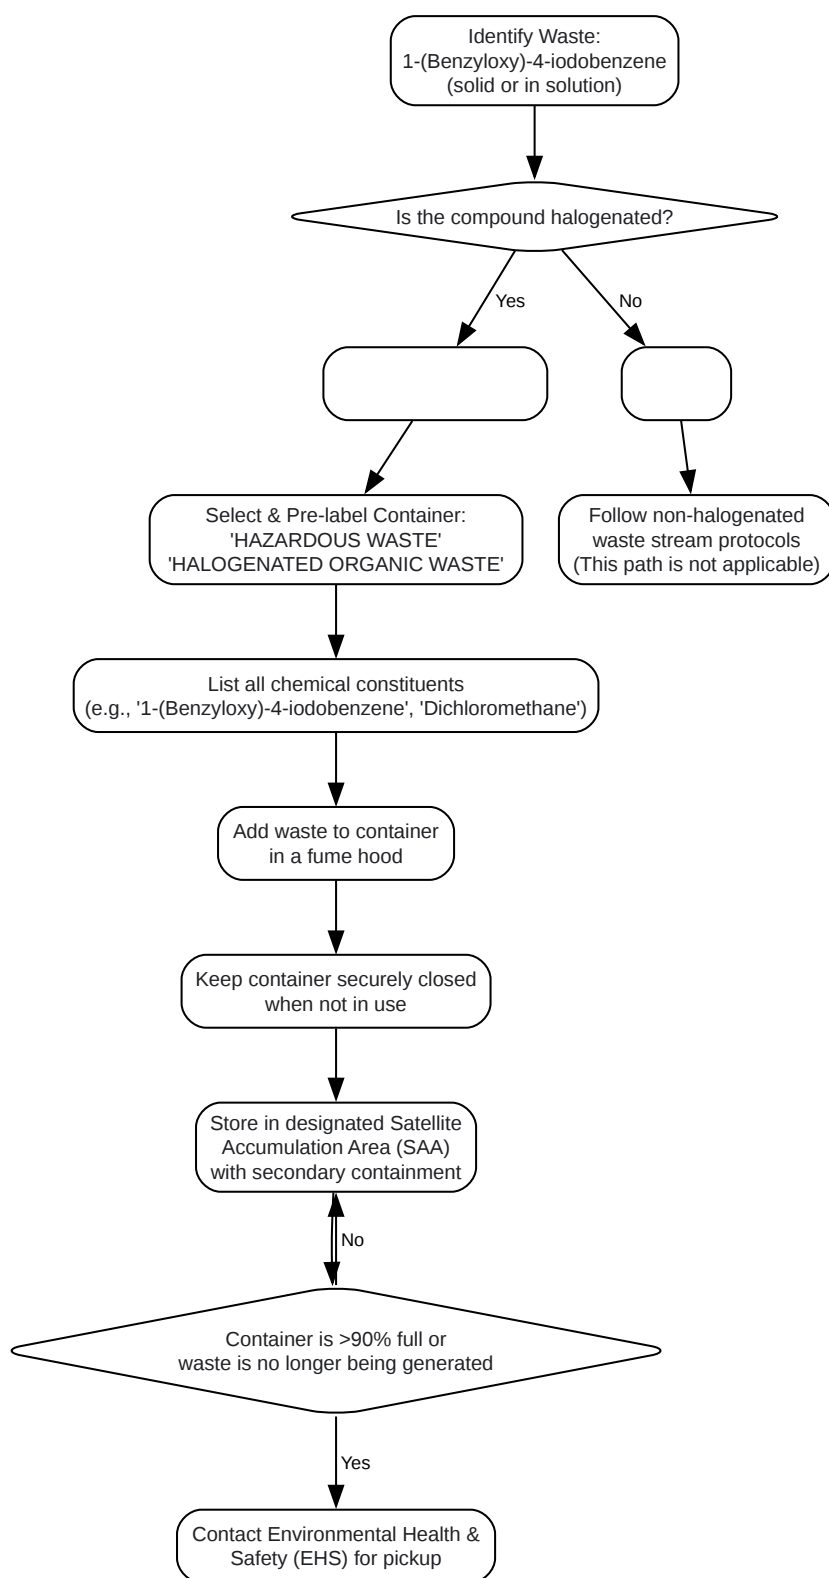 Identify Waste:
1-(Benzyloxy)-4-iodobenzene
(solid or in solution)
Is the compound halogenated?
Yes
No
Select & Pre-label Container:
'HAZARDOUS WASTE'
'HALOGENATED ORGANIC WASTE'
Follow non-halogenated
waste stream protocols
(This path is not applicable)
List all chemical constituents
(e.g., '1-(Benzyloxy)-4-iodobenzene', 'Dichloromethane')
Add waste to container
in a fume hood
Keep container securely closed
when not in use
Store in designated Satellite
Accumulation Area (SAA)
with secondary containment
No
Container is >90% full or
waste is no longer being generated
Yes
Contact Environmental Health &
Safety (EHS) for pickup